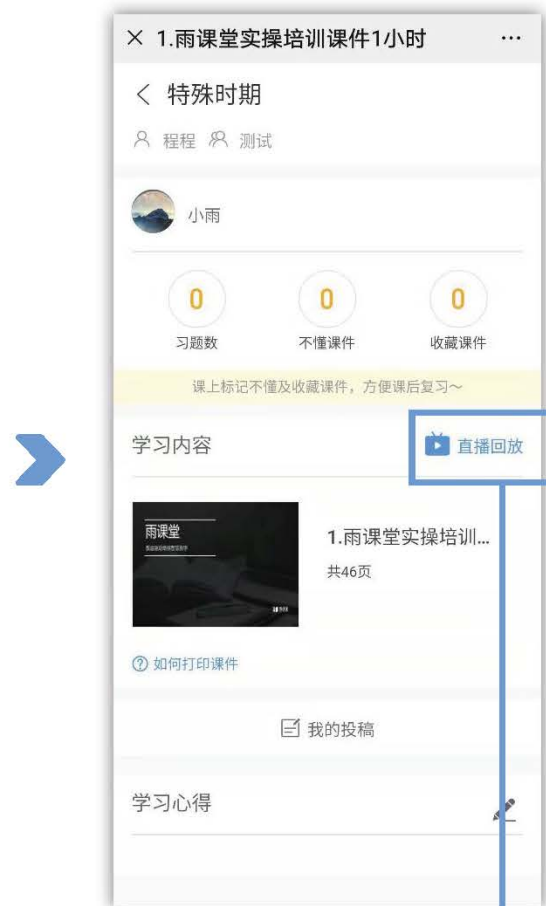 × 1.雨课堂实操培训课件1小时 ...
< 特殊时期
程程 测试
小雨
0 0 0
习题数 不懂课件 收藏课件
课上标记不懂及收藏课件，方便课后复习～
学习内容 直播回放
雨课堂
1.雨课堂实操培训...
共46页
? 如何打印课件
我的投稿
学习心得